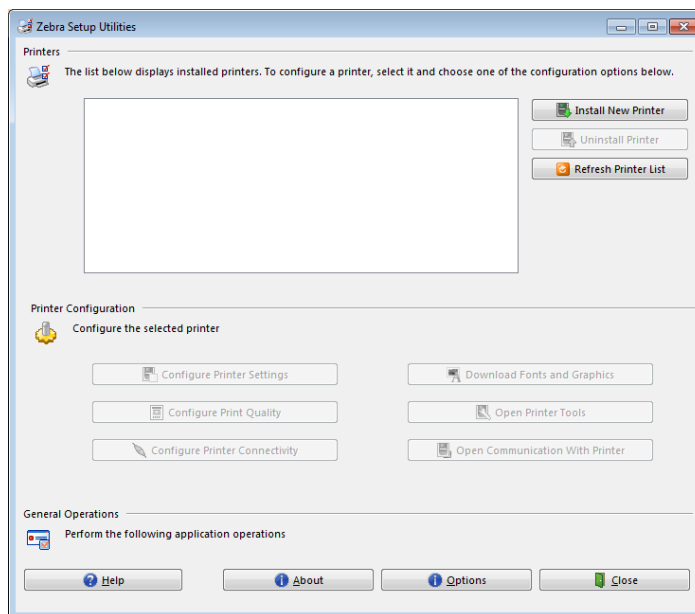 Zebra Setup Utilities
Printers
The list below displays installed printers. To configure a printer, select it and choose one of the configuration options below.
Install New Printer
Uninstall Printer
Refresh Printer List
Printer Configuration
Configure the selected printer
Configure Printer Settings
Download Fonts and Graphics
Configure Print Quality
Open Printer Tools
Configure Printer Connectivity
Open Communication With Printer
General Operations
Perform the following application operations
Help
About
Options
Close